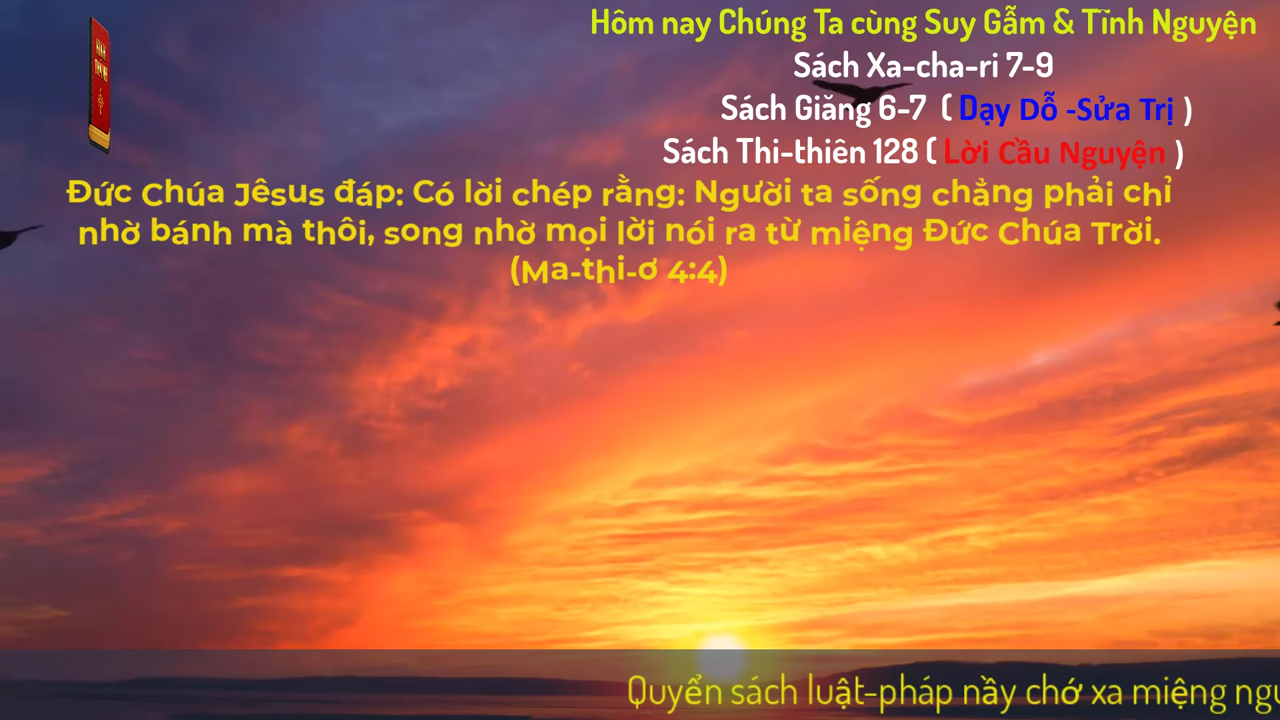 Hôm nay Chúng Ta cùng Suy Gẫm & Tĩnh Nguyện
Sách Xa-cha-ri 7-9
Sách Giăng 6-7 ( Dạy Dỗ -Sửa Trị )
Sách Thi-thiên 128 ( Lời Cầu Nguyện )
Đức Chúa Jêsus đáp: Có lời chép rằng: Người ta sống chẳng phải chỉ
nhờ bánh mà thôi, song nhờ mọi lời nói ra từ miệng Đức Chúa Trời.
(Ma-thi-ơ 4:4)
Quyển sách luật-pháp nầy chớ xa miệng